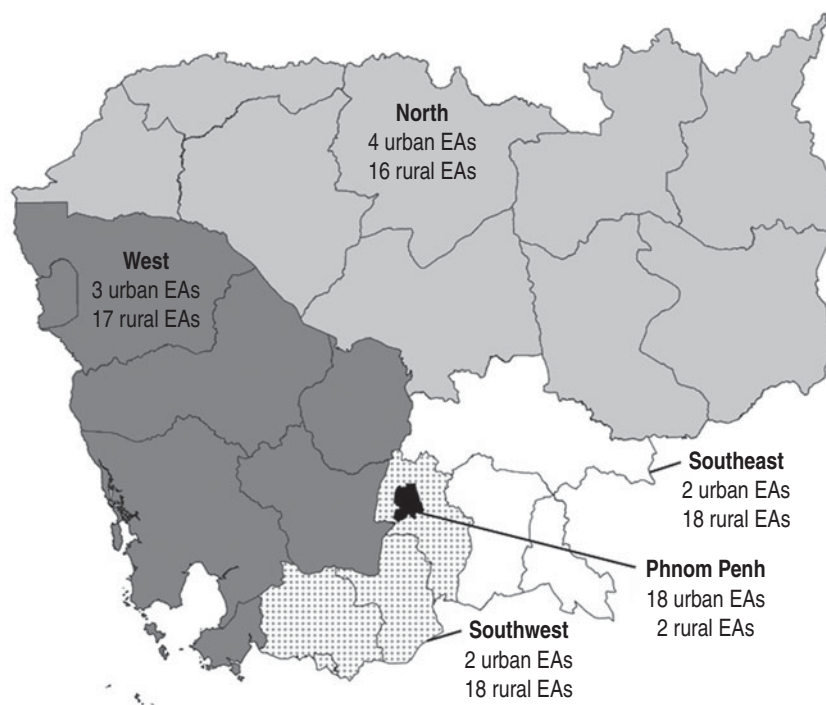 North
4 urban EAs
16 rural EAs
West
3 urban EAs
17 rural EAs
Southeast
2 urban EAs
18 rural EAs
Phnom Penh
18 urban EAs
2 rural EAs
Southwest
2 urban EAs
18 rural EAs